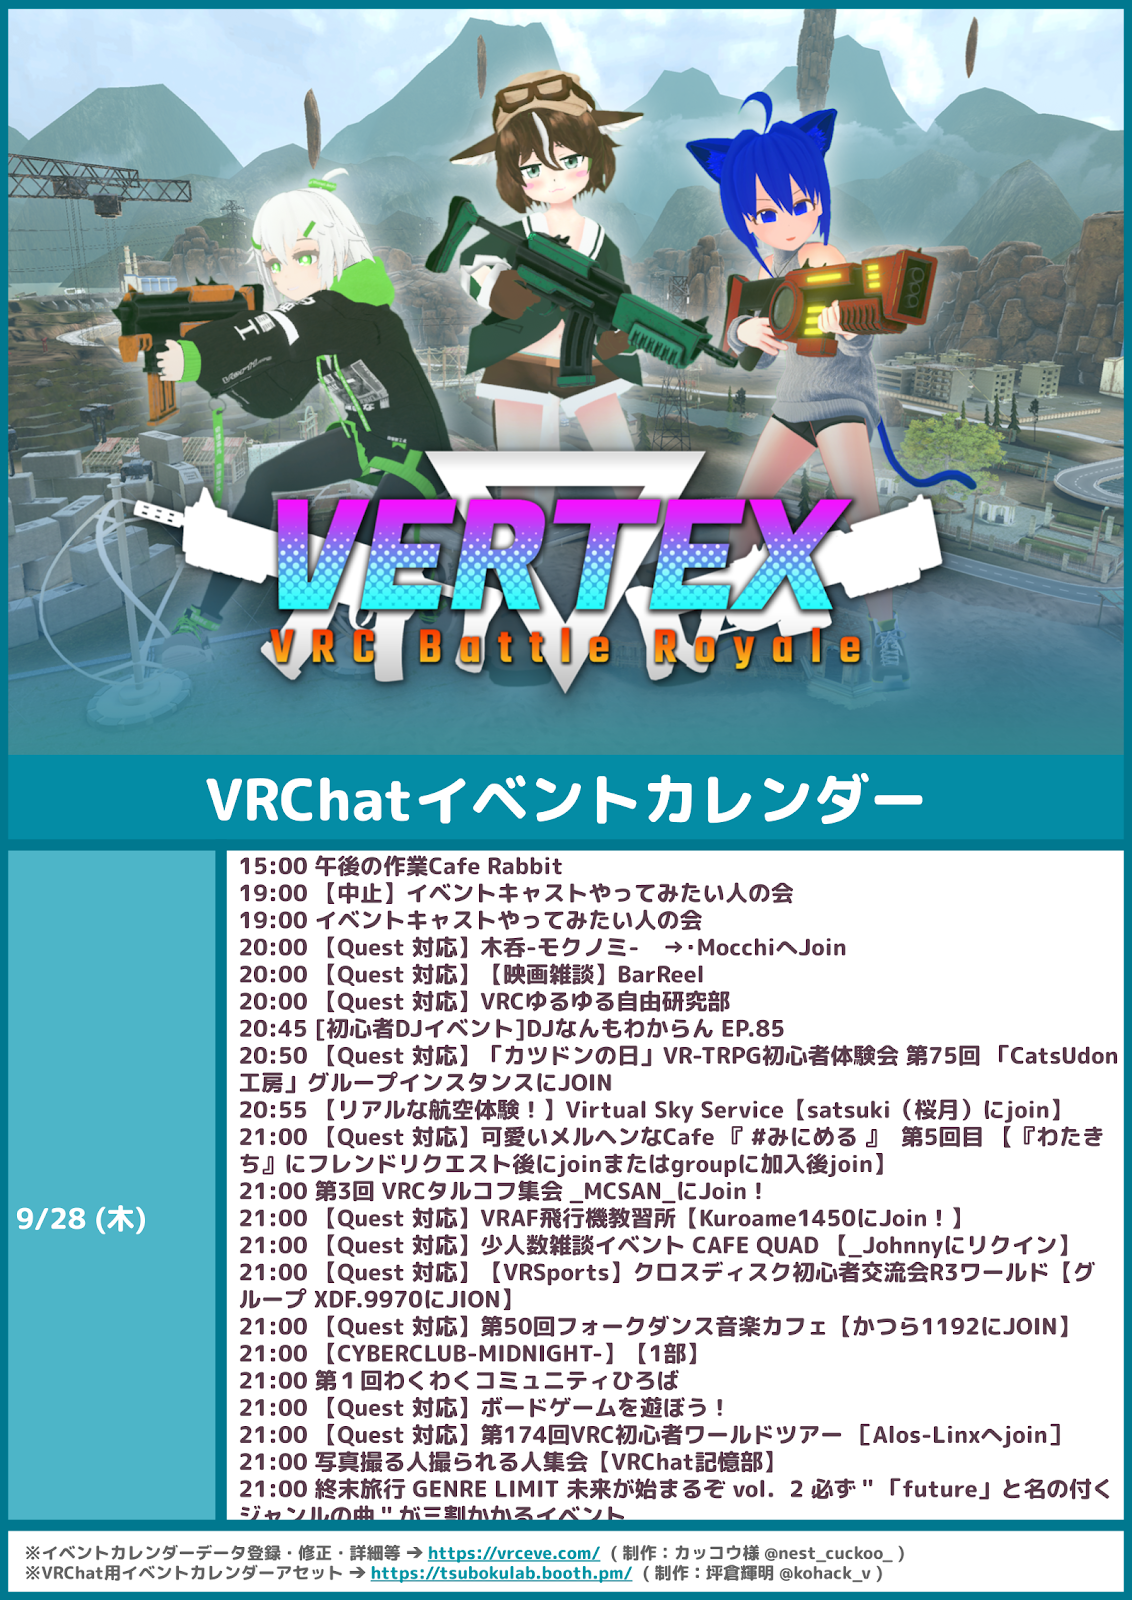 VERTEX
VRC Battle Royale
VRChatイベントカレンダー
9/28 (木)
15:00 午後の作業Cafe Rabbit
19:00 【中止】イベントキャストやってみたい人の会
19:00 イベントキャストやってみたい人の会
20:00 【Quest 対応】木呑-モクノミ-　→･MocchiへJoin
20:00 【Quest 対応】【映画雑談】BarReel
20:00 【Quest 対応】VRCゆるゆる自由研究部
20:45 [初心者DJイベント]DJなんもわからん EP.85
20:50 【Quest 対応】「カツドンの日」VR-TRPG初心者体験会 第75回 「CatsUdon
工房」グループインスタンスにJOIN
20:55 【リアルな航空体験！】Virtual Sky Service【satsuki（桜月）にjoin】
21:00 【Quest 対応】可愛いメルヘンなCafe 『 #みにめる 』 第5回目 【『わたき
ち』にフレンドリクエスト後にjoinまたはgroupに加入後join】
21:00 第3回 VRCタルコフ集会 _MCSAN_にJoin！
21:00 【Quest 対応】VRAF飛行機教習所【Kuroame1450にJoin！】
21:00 【Quest 対応】少人数雑談イベント CAFE QUAD 【_Johnnyにリクイン】
21:00 【Quest 対応】【VRSports】クロスディスク初心者交流会R3ワールド【グ
ループ XDF.9970にJION】
21:00 【Quest 対応】第50回フォークダンス音楽カフェ【かつら1192にJOIN】
21:00 【CYBERCLUB-MIDNIGHT-】【1部】
21:00 第１回わくわくコミュニティひろば
21:00 【Quest 対応】ボードゲームを遊ぼう！
21:00 【Quest 対応】第174回VRC初心者ワールドツアー ［Alos-Linxへjoin］
21:00 写真撮る人撮られる人集会【VRChat記憶部】
21:00 終末旅行 GENRE LIMIT 未来が始まるぞ vol．2 必ず＂「future」と名の付く
ジャンルの曲＂が三割かかるイベント
※イベントカレンダーデータ登録・修正・詳細等 ➔ https://vrceve.com/ （制作：カッコウ様 @nest_cuckoo_ ）
※VRChat用イベントカレンダーアセット ➔ https://tsubokulab.booth.pm/ （制作：坪倉輝明 @kohack_v ）